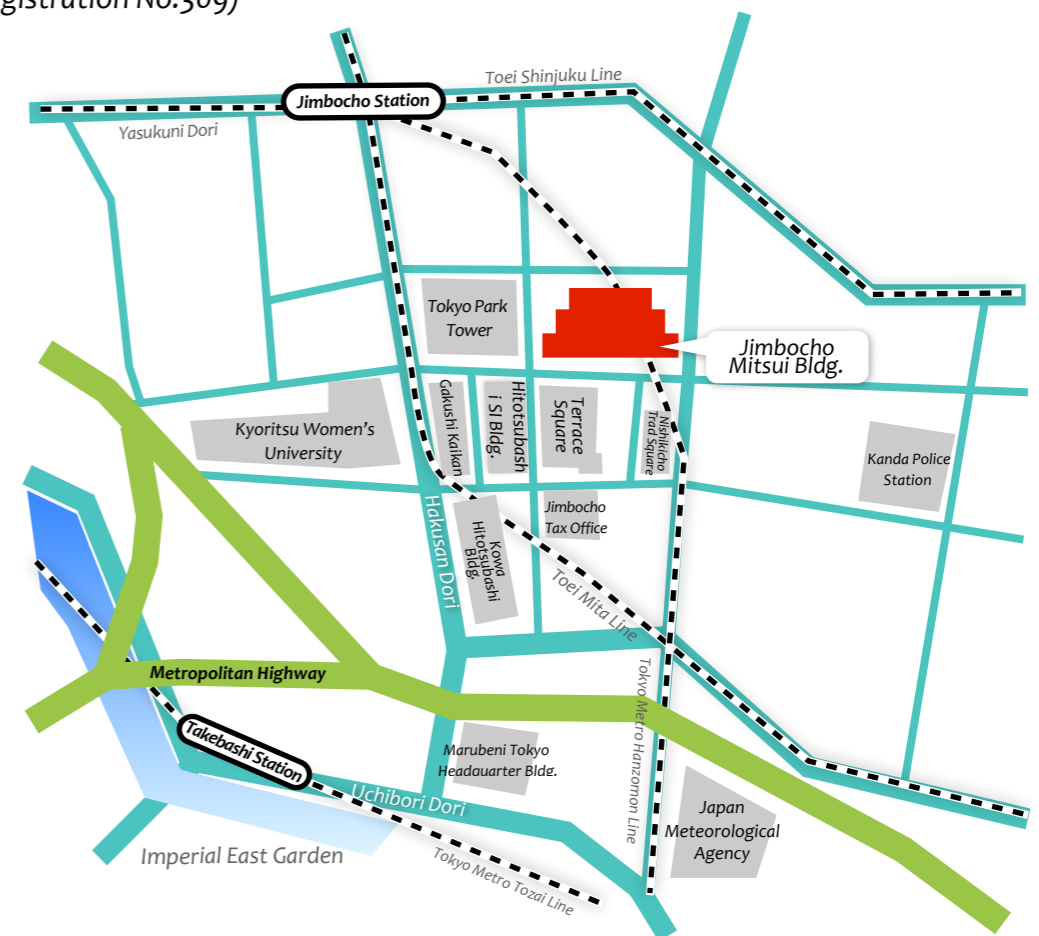 gistration No.309)
Toei Shinjuku Line
Jimbocho Station
Yasukuni Dori
Tokyo Park
Tower
Jimbocho
Mitsui Bldg.
Gakushi Kaikan
Hitotsubash
i SI Bldg.
Terrace
Square
Nishikicho
Trad Square
Kyoritsu Women's
University
Kanda Police
Station
Hakusan Dori
Kowa
Hitotsubashi
Bldg.
Jimbocho
Tax Office
Toei Mita Line
Metropolitan Highway
Tokyo Metro Hanzomon Line
Takebashi Station
Marubeni Tokyo
Headauarter Bldg.
Uchibori Dori
Japan
Meteorological
Agency
Imperial East Garden
Tokyo Metro Tozai Line